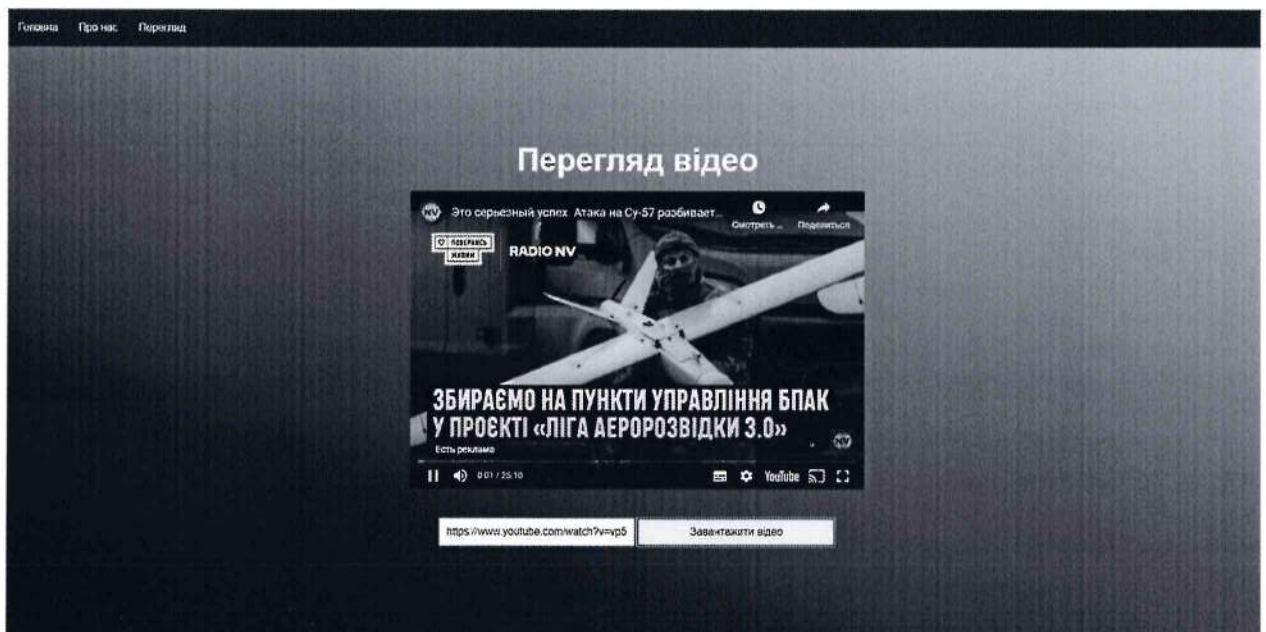 Головна Про нас Перегляд
Перегляд відео
NV Это серьезный успех. Атака на Су-57 разбивает...
Смотреть ... Поделиться
ПОВЕРНИСЬ
ЖИВИМ
RADIO NV
ЗБИРАЄМО НА ПУНКТИ УПРАВЛІННЯ БПАК
У ПРОЄКТІ «ЛІГА АЕРОРОЗВІДКИ 3.0»
NV
Есть реклама
0:01 / 25:10 YouTube
https://www.youtube.com/watch?v=vp5 Завантажити відео